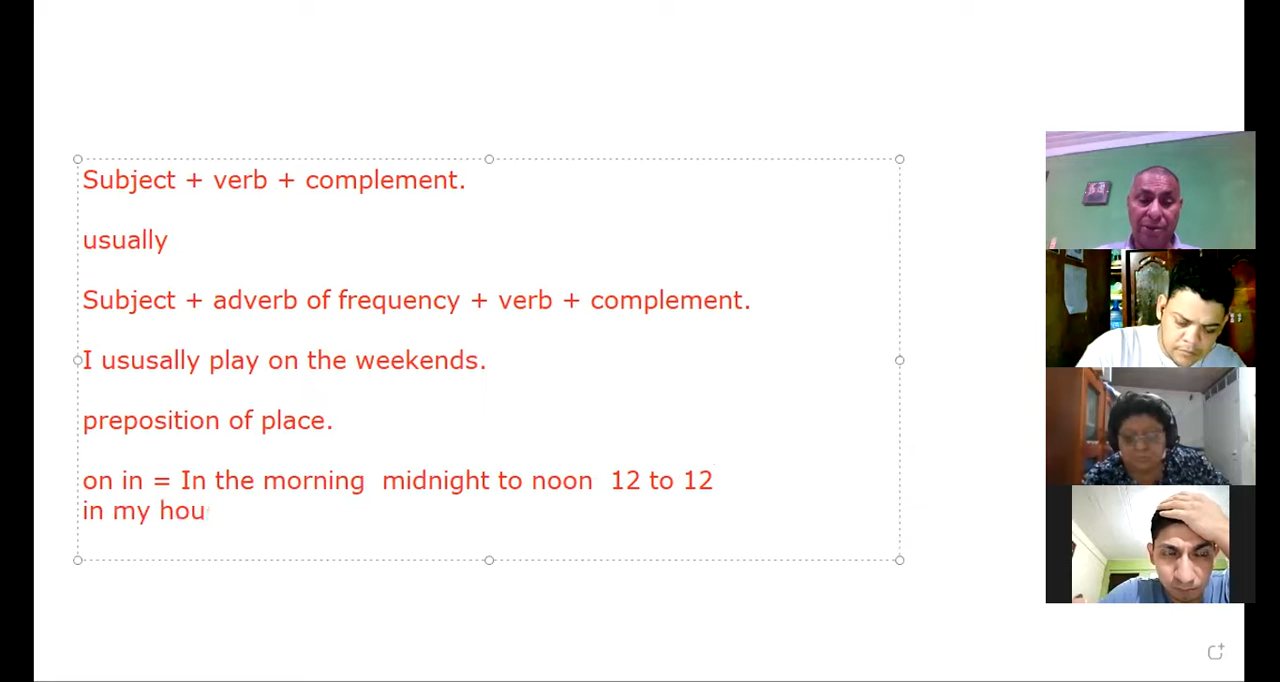 Subject + verb + complement.
usually
Subject + adverb of frequency + verb + complement.
I ususally play on the weekends.
preposition of place.
on in = In the morning  midnight to noon  12 to 12
in my hou